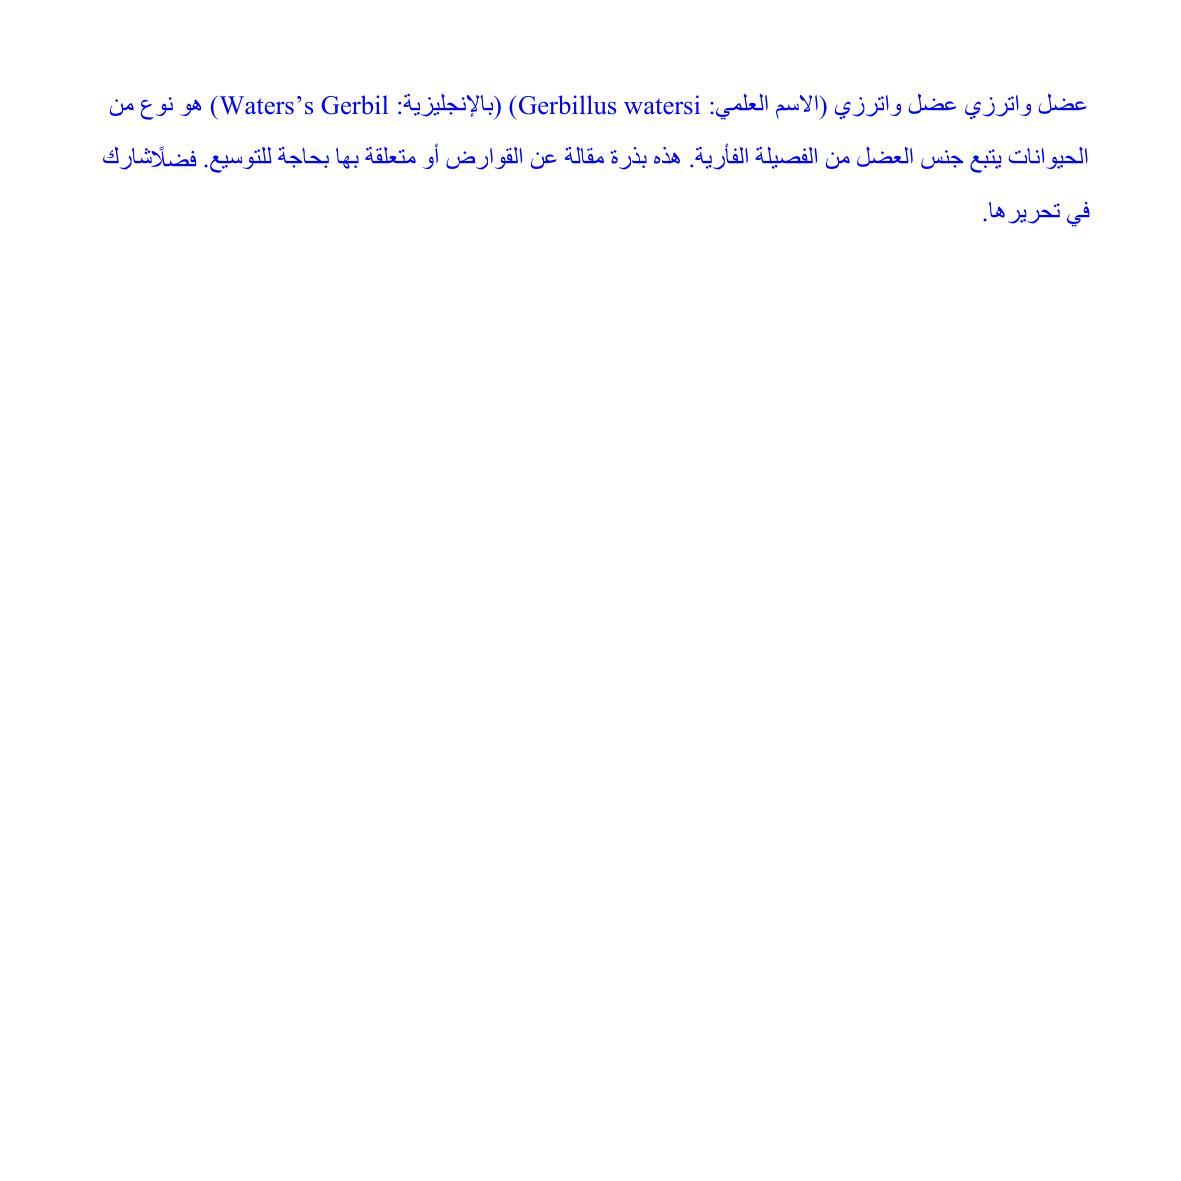 عضل واترزي عضل واترزي (الاسم العلمي: Gerbillus watersi) (بالإنجليزية: Waters’s Gerbil) هو نوع من
الحيوانات يتبع جنس العضل من الفصيلة الفأرية. هذه بذرة مقالة عن القوارض أو متعلقة بها بحاجة للتوسيع. فضلًاشارك
في تحريرها.